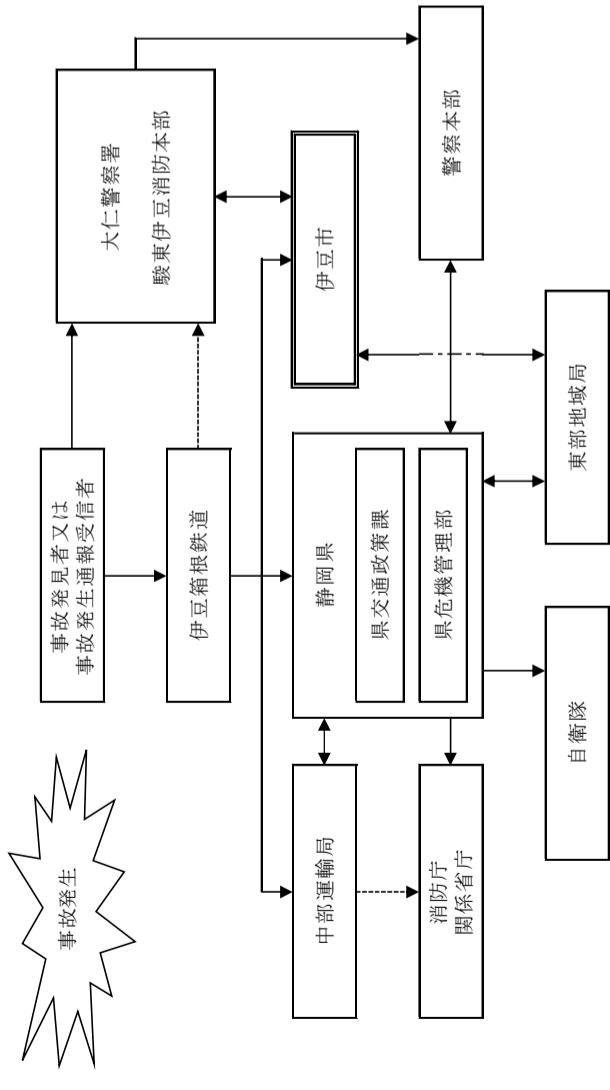 事故発生
事故発見者又は
事故発生通報受信者
大仁警察署
駿東伊豆消防本部
伊豆箱根鉄道
中部運輸局
静岡県
県交通政策課
県危機管理部
伊豆市
消防庁
関係省庁
警察本部
自衛隊
東部地域局